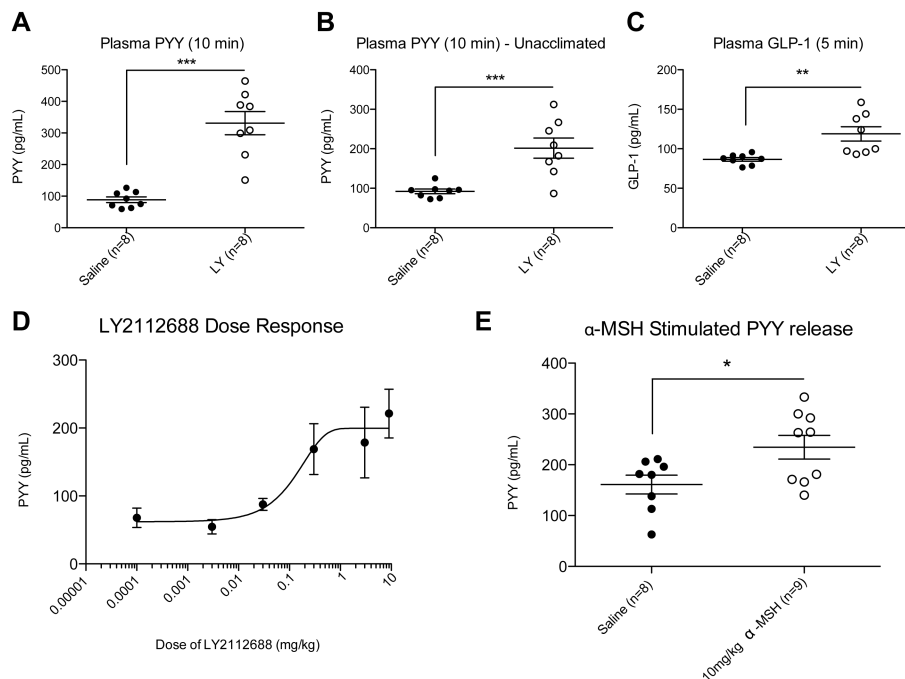 A
Plasma PYY (10 min)
PYY (pg/mL)
500
400
300
200
100
0
***
Saline (n=8)
LY (n=8)
B
Plasma PYY (10 min) - Unacclimated
PYY (pg/mL)
400
300
200
100
0
***
Saline (n=8)
LY (n=8)
C
Plasma GLP-1 (5 min)
GLP-1 (pg/mL)
200
150
100
50
0
**
Saline (n=8)
LY (n=8)
D
LY2112688 Dose Response
PYY (pg/mL)
300
200
100
0
0.00001
0.0001
0.001
0.01
0.1
1
10
Dose of LY2112688 (mg/kg)
E
α-MSH Stimulated PYY release
PYY (pg/mL)
400
300
200
100
0
*
Saline (n=8)
10mg/kg α -MSH (n=9)